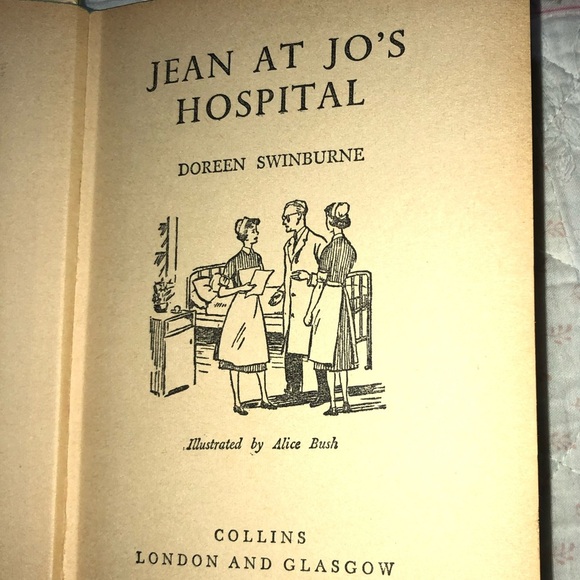 JEAN AT JO'S
HOSPITAL
DOREEN SWINBURNE
Illustrated by Alice Bush
COLLINS
LONDON AND GLASGOW